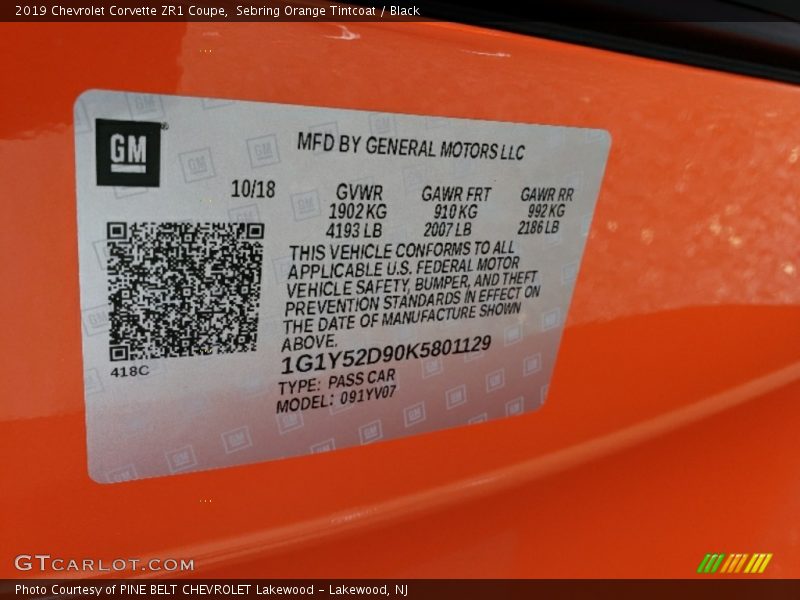 2019 Chevrolet Corvette ZR1 Coupe, Sebring Orange Tintcoat / Black
GM®
MFD BY GENERAL MOTORS LLC
10/18 GVWR GAWR FRT GAWR RR
1902 KG 910 KG 992 KG
4193 LB 2007 LB 2186 LB
THIS VEHICLE CONFORMS TO ALL
APPLICABLE U.S. FEDERAL MOTOR
VEHICLE SAFETY, BUMPER, AND THEFT
PREVENTION STANDARDS IN EFFECT ON
THE DATE OF MANUFACTURE SHOWN
ABOVE.
418C
1G1Y52D90K5801129
TYPE: PASS CAR
MODEL: 091YV07
GTCARLOT.COM
Photo Courtesy of PINE BELT CHEVROLET Lakewood - Lakewood, NJ